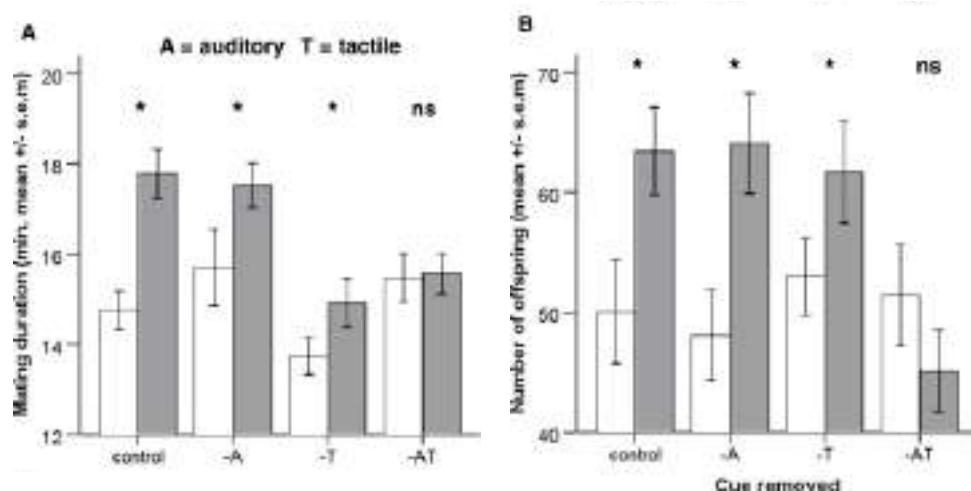 A
A = auditory T = tactile
Mating duration (min. mean +/- s.e.m)
20
18
16
14
12
* * * ns
control -A -T -AT
B
Number of offspring (mean +/- s.e.m)
70
60
50
40
* * * ns
control -A -T -AT
Cue removed